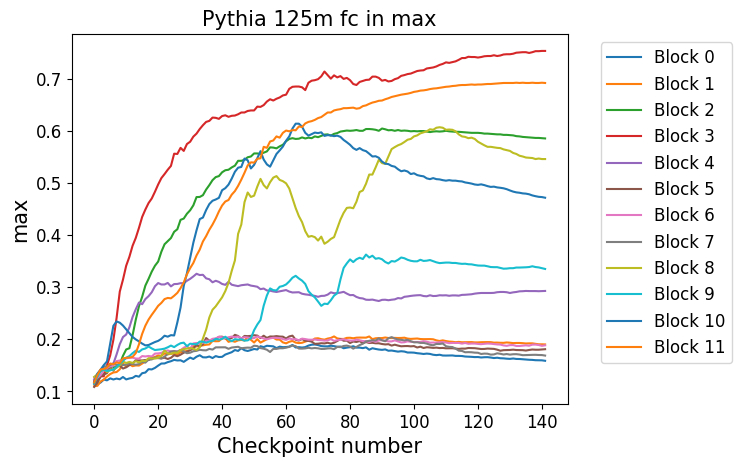 Pythia 125m fc in max
max
0.7
0.6
0.5
0.4
0.3
0.2
0.1
0 20 40 60 80 100 120 140
Checkpoint number
Block 0
Block 1
Block 2
Block 3
Block 4
Block 5
Block 6
Block 7
Block 8
Block 9
Block 10
Block 11